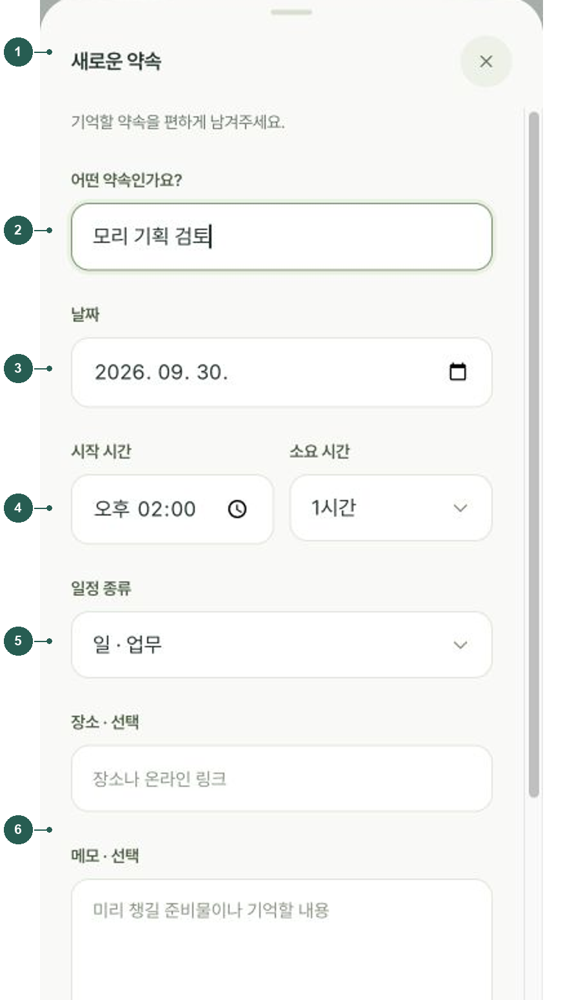 1
새로운 약속
기억할 약속을 편하게 남겨주세요.
어떤 약속인가요?
2
모리 기획 검토
날짜
3
2026. 09. 30.
시작 시간 소요 시간
4
오후 02:00 1시간
일정 종류
5
일 · 업무
장소 · 선택
장소나 온라인 링크
6
메모 · 선택
미리 챙길 준비물이나 기억할 내용